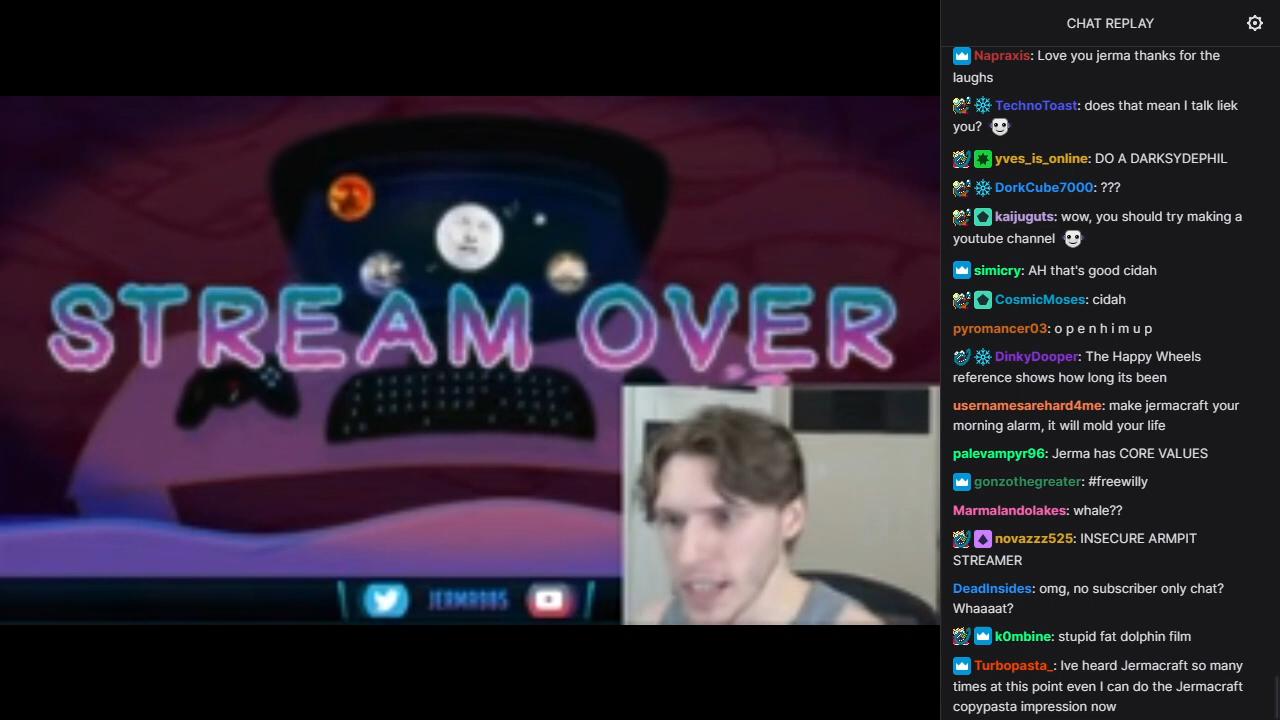 CHAT REPLAY
Napraxis: Love you jerma thanks for the
laughs
TechnoToast: does that mean I talk liek
you?
yves_is_online: DO A DARKSYDEPHIL
DorkCube7000: ???
kaijuguts: wow, you should try making a
youtube channel
simicry: AH that's good cidah
CosmicMoses: cidah
pyromancer03: o p e n h i m u p
DinkyDooper: The Happy Wheels
reference shows how long its been
usernamesarehard4me: make jermacraft your
morning alarm, it will mold your life
palevampyr96: Jerma has CORE VALUES
gonzothegreater: #freewilly
Marmalandolakes: whale??
novazzz525: INSECURE ARMPIT
STREAMER
DeadInsides: omg, no subscriber only chat?
Whaaaat?
k0mbine: stupid fat dolphin film
Turbopasta_: Ive heard Jermacraft so many
times at this point even I can do the Jermacraft
copypasta impression now
STREAM OVER
JERMA985